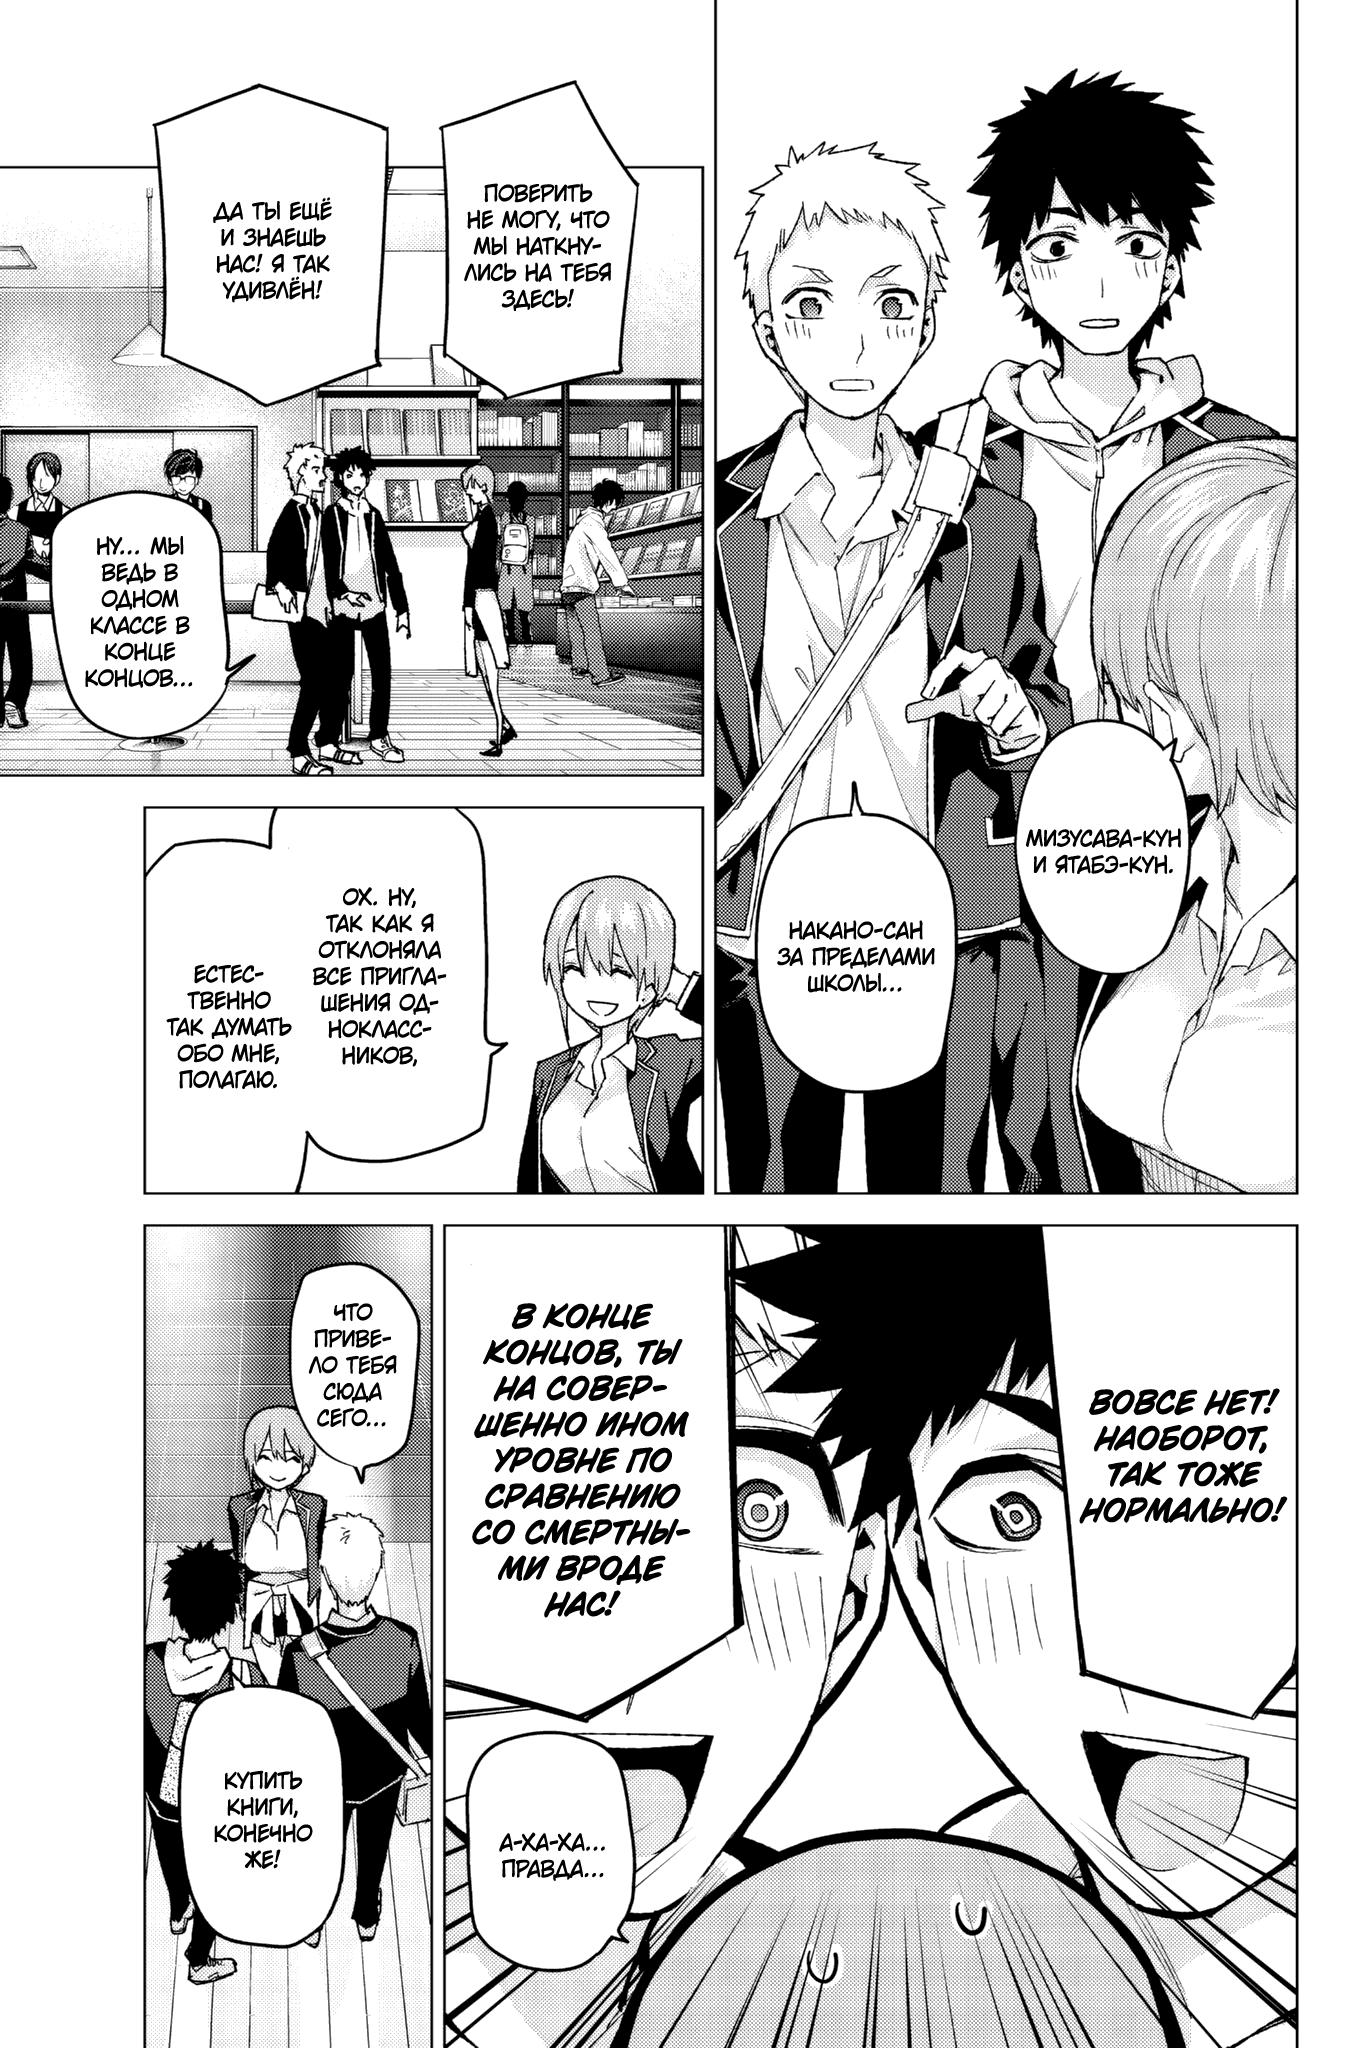 МИЗУСАВА-КУН
И ЯТАБЭ-КУН.
НАКАНО-САН
ЗА ПРЕДЕЛАМИ
ШКОЛЫ...
ПОВЕРИТЬ
НЕ МОГУ, ЧТО
МЫ НАТКНУ-
ЛИСЬ НА ТЕБЯ
ЗДЕСЬ!
ДА ТЫ ЕЩЁ
И ЗНАЕШЬ
НАС! Я ТАК
УДИВЛЁН!
НУ... МЫ
ВЕДЬ В
ОДНОМ
КЛАССЕ В
КОНЦЕ
КОНЦОВ...
ОХ. НУ,
ТАК КАК Я
ОТКЛОНЯЛА
ВСЕ ПРИГЛА-
ШЕНИЯ ОД-
НОКЛАСС-
НИКОВ,
ЕСТЕС-
ТВЕННО
ТАК ДУМАТЬ
ОБО МНЕ,
ПОЛАГАЮ.
ВОВСЕ НЕТ!
НАОБОРОТ,
ТАК ТОЖЕ
НОРМАЛЬНО!
В КОНЦЕ
КОНЦОВ, ТЫ
НА СОВЕР-
ШЕННО ИНОМ
УРОВНЕ ПО
СРАВНЕНИЮ
СО СМЕРТНЫ-
МИ ВРОДЕ
НАС!
А-ХА-ХА...
ПРАВДА...
ЧТО
ПРИВЕ-
ЛО ТЕБЯ
СЮДА
СЕГО...
КУПИТЬ
КНИГИ,
КОНЕЧНО
ЖЕ!